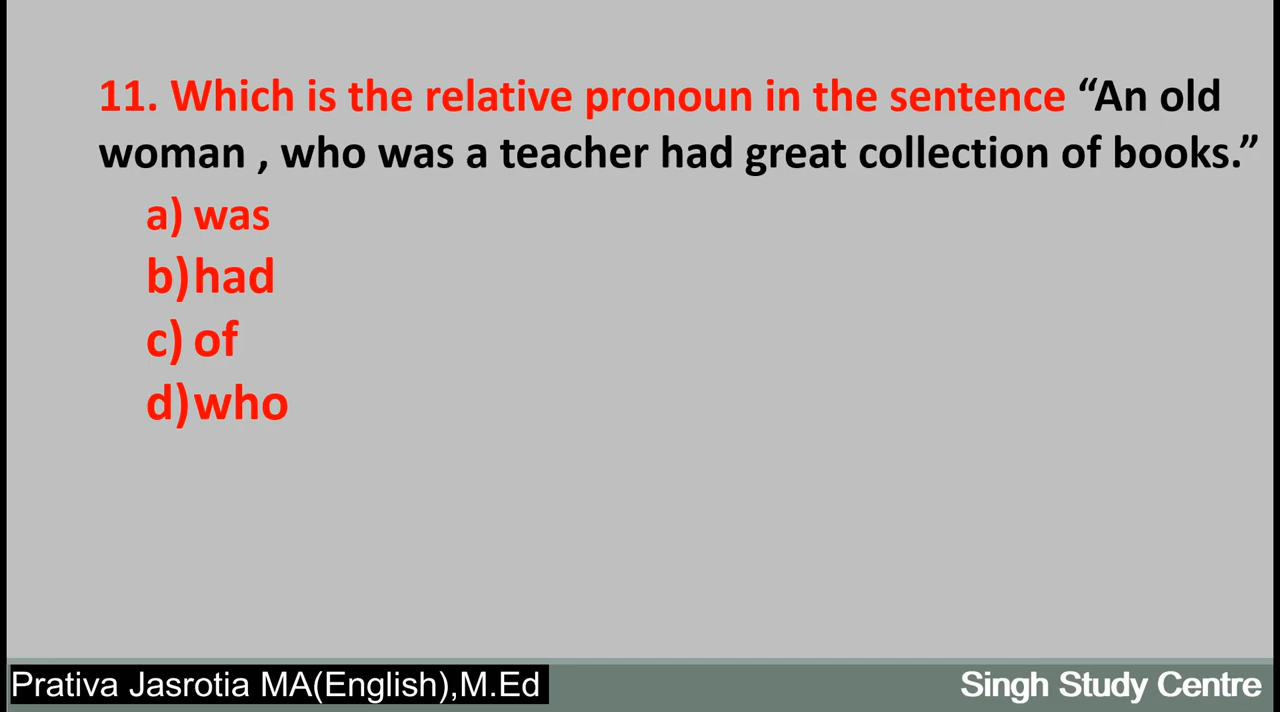 11. Which is the relative pronoun in the sentence “An old
woman , who was a teacher had great collection of books.”
a) was
b) had
c) of
d) who
Prativa Jasrotia MA(English),M.Ed
Singh Study Centre